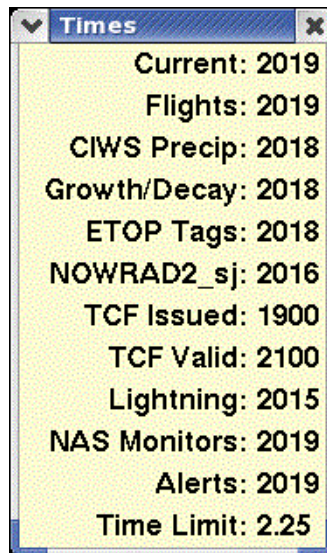 Times
Current: 2019
Flights: 2019
CIWS Precip: 2018
Growth/Decay: 2018
ETOP Tags: 2018
NOWRAD2_sj: 2016
TCF Issued: 1900
TCF Valid: 2100
Lightning: 2015
NAS Monitors: 2019
Alerts: 2019
Time Limit: 2.25